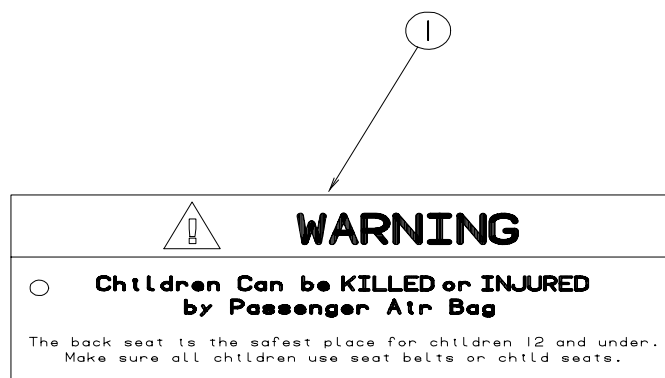 1
WARNING
Children Can be KILLED or INJURED
by Passenger Air Bag
The back seat is the safest place for children 12 and under.
Make sure all children use seat belts or child seats.